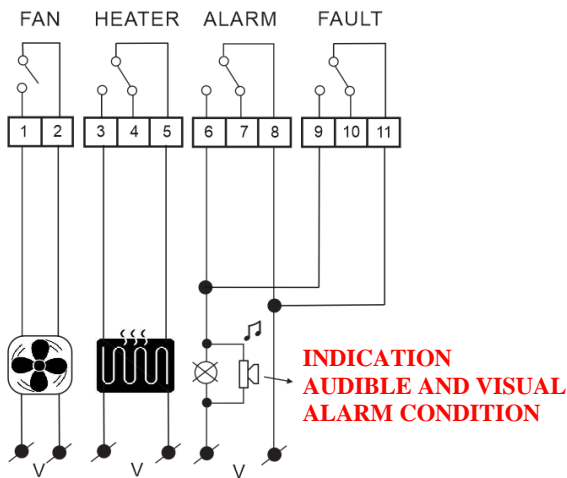 FAN HEATER ALARM FAULT
1 2 3 4 5 6 7 8 9 10 11
INDICATION
AUDIBLE AND VISUAL
ALARM CONDITION
V V V